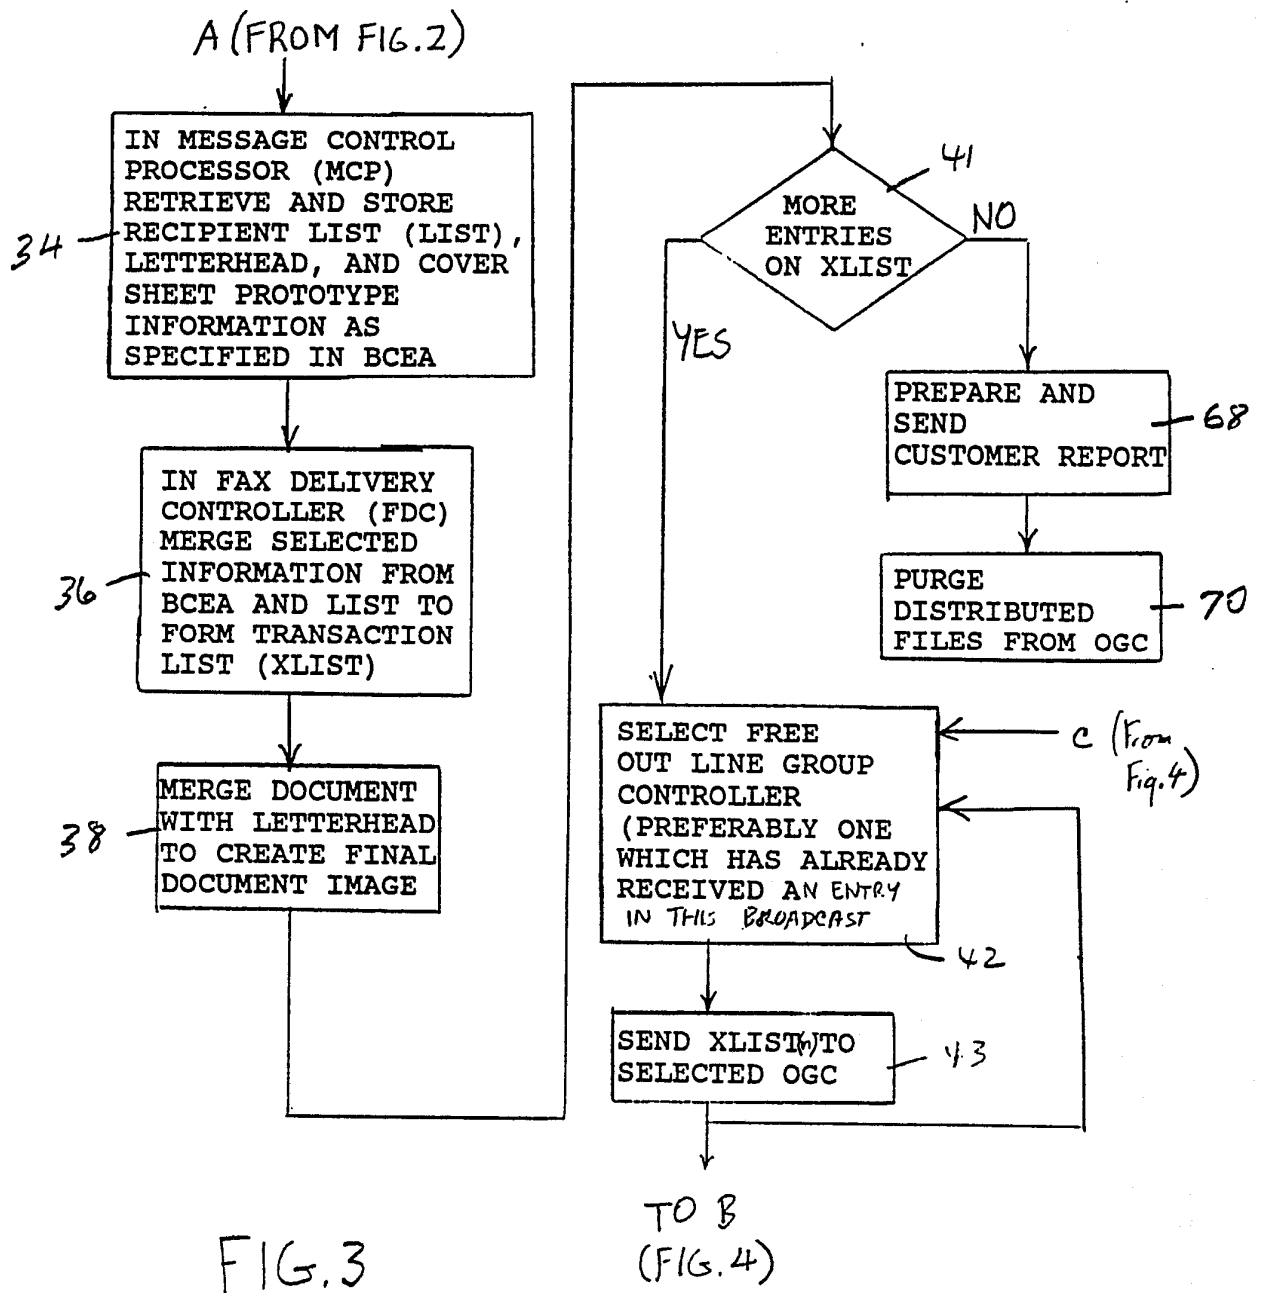 A (FROM FIG.2)
IN MESSAGE CONTROL
PROCESSOR (MCP)
RETRIEVE AND STORE
RECIPIENT LIST (LIST),
LETTERHEAD, AND COVER
SHEET PROTOTYPE
INFORMATION AS
SPECIFIED IN BCEA
34
IN FAX DELIVERY
CONTROLLER (FDC)
MERGE SELECTED
INFORMATION FROM
BCEA AND LIST TO
FORM TRANSACTION
LIST (XLIST)
36
MERGE DOCUMENT
WITH LETTERHEAD
TO CREATE FINAL
DOCUMENT IMAGE
38
MORE
ENTRIES
ON XLIST
41
NO
YES
PREPARE AND
SEND
CUSTOMER REPORT
68
PURGE
DISTRIBUTED
FILES FROM OGC
70
SELECT FREE
OUT LINE GROUP
CONTROLLER
(PREFERABLY ONE
WHICH HAS ALREADY
RECEIVED AN ENTRY
IN THIS BROADCAST
42
C (From
Fig.4)
SEND XLIST(n) TO
SELECTED OGC
43
TO B
(FIG.4)
FIG.3